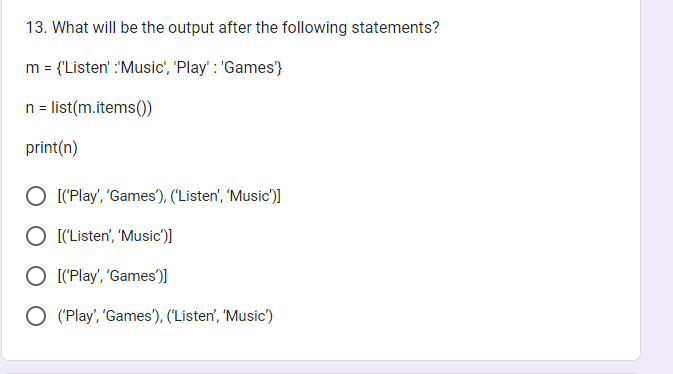 13. What will be the output after the following statements?
m = {'Listen' :'Music', 'Play' : 'Games'}
n = list(m.items())
print(n)
[(‘Play’, ‘Games’), (‘Listen’, ‘Music’)]
[(‘Listen’, ‘Music’)]
[(‘Play’, ‘Games’)]
(‘Play’, ‘Games’), (‘Listen’, ‘Music’)